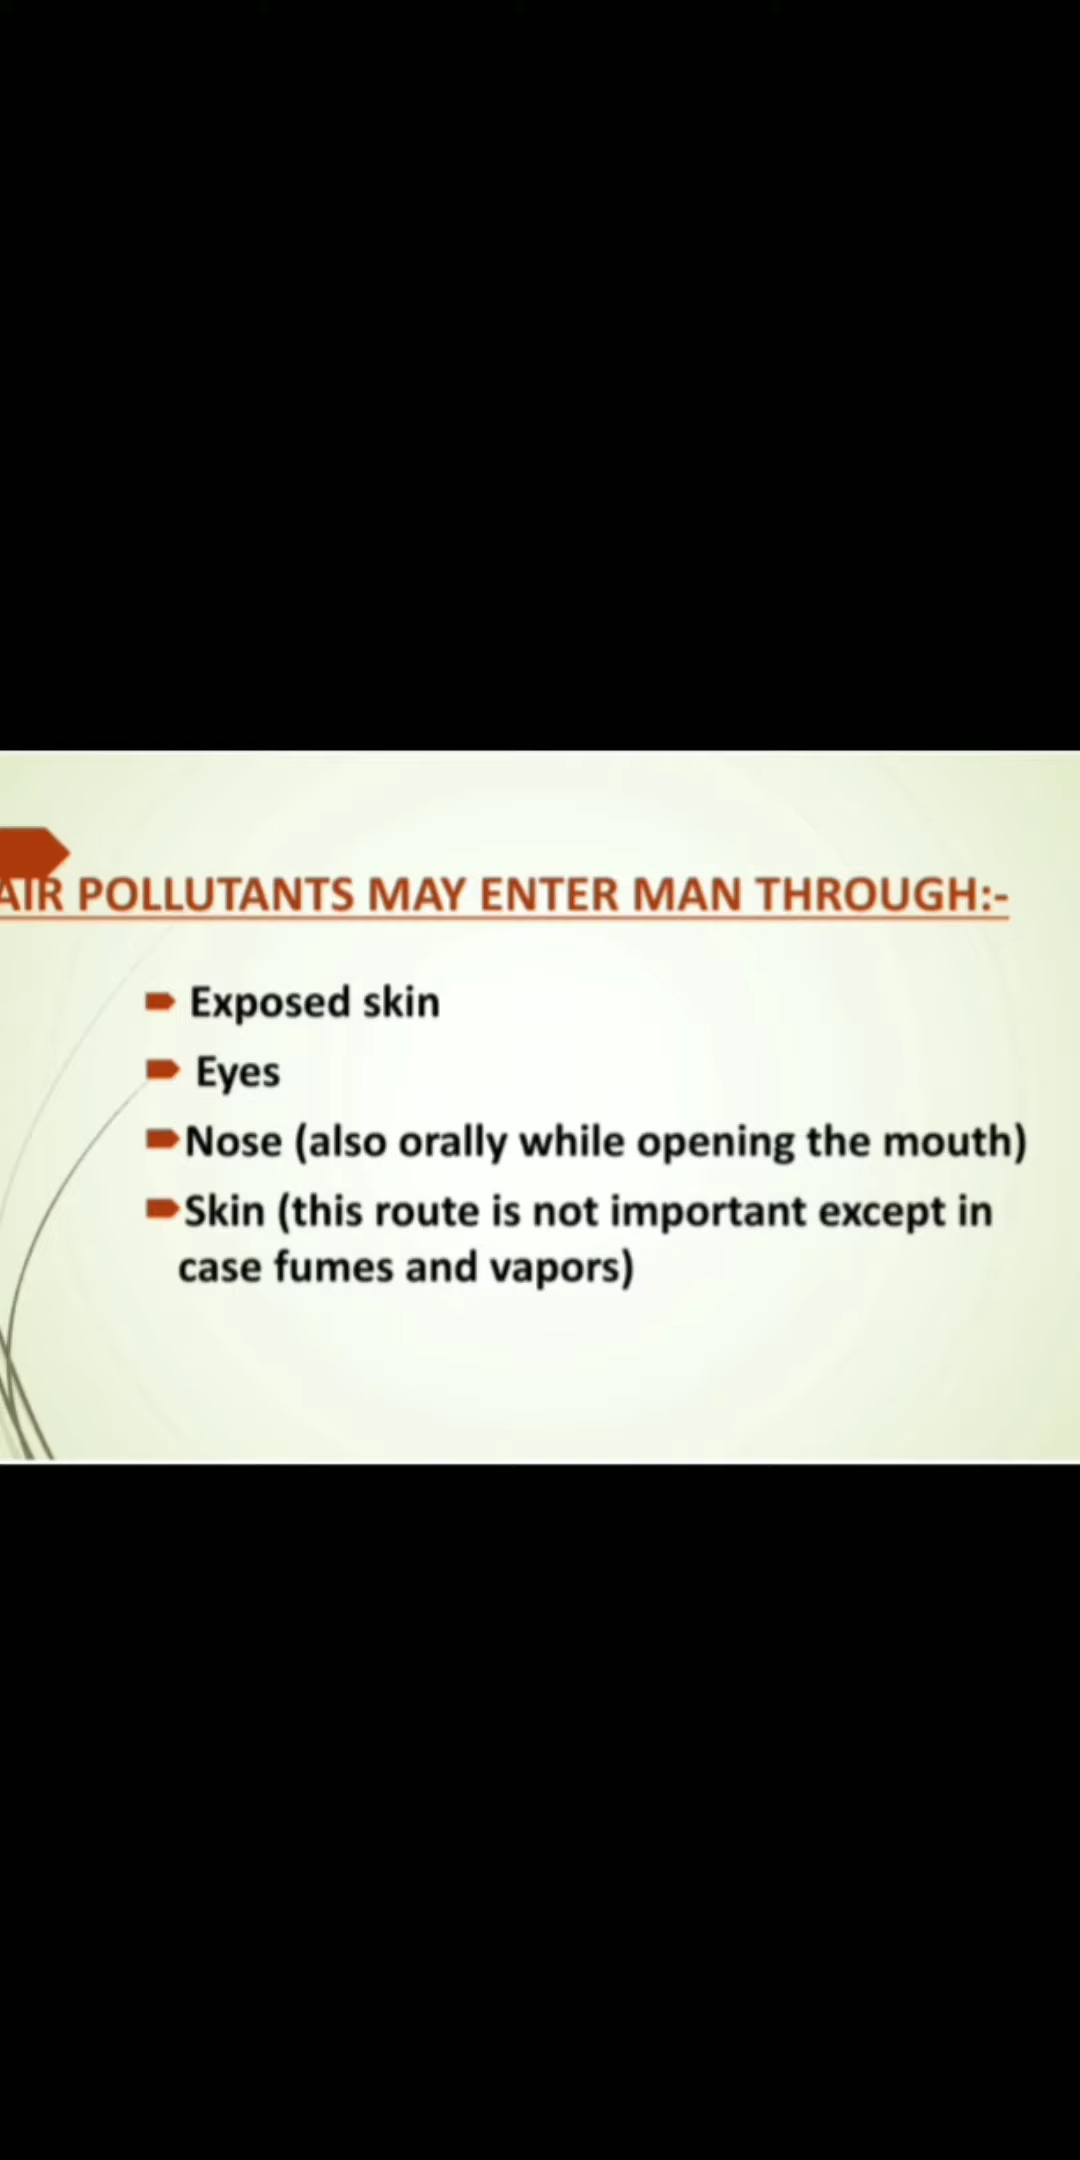 AIR POLLUTANTS MAY ENTER MAN THROUGH:-
Exposed skin
Eyes
Nose (also orally while opening the mouth)
Skin (this route is not important except in
case fumes and vapors)